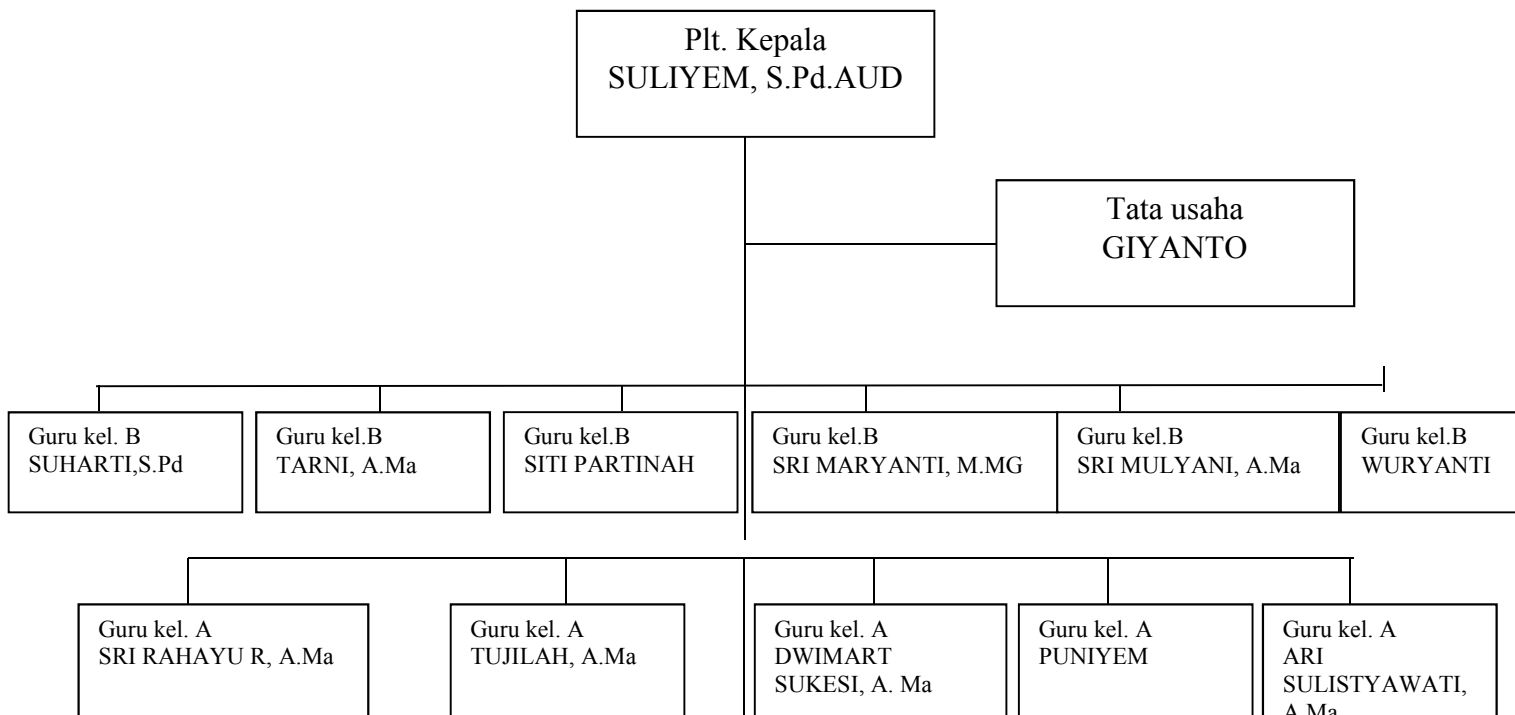 Plt. Kepala
SULIYEM, S.Pd.AUD
Tata usaha
GIYANTO
Guru kel. B
SUHARTI,S.Pd
Guru kel.B
TARNI, A.Ma
Guru kel.B
SITI PARTINAH
Guru kel.B
SRI MARYANTI, M.MG
Guru kel.B
SRI MULYANI, A.Ma
Guru kel.B
WURYANTI
Guru kel. A
SRI RAHAYU R, A.Ma
Guru kel. A
TUJILAH, A.Ma
Guru kel. A
DWIMART
SUKESI, A. Ma
Guru kel. A
PUNIYEM
Guru kel. A
ARI
SULISTYAWATI,
A.Ma